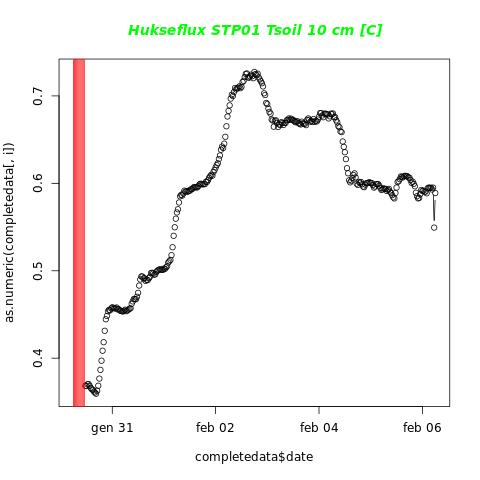 Hukseflux STP01 Tsoil 10 cm [C]
as.numeric(completedata[, i])
0.7
0.6
0.5
0.4
gen 31
feb 02
feb 04
feb 06
completedata$date